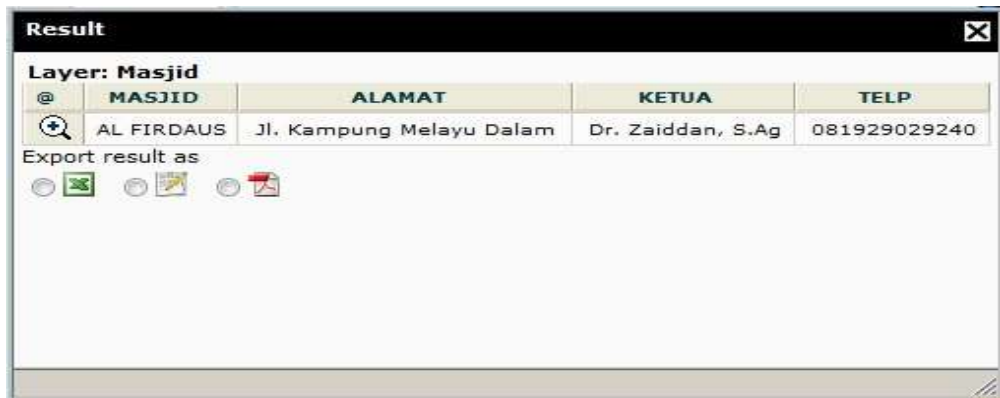 Result
Layer: Masjid
@ MASJID ALAMAT KETUA TELP
AL FIRDAUS Jl. Kampung Melayu Dalam Dr. Zaiddan, S.Ag 081929029240
Export result as